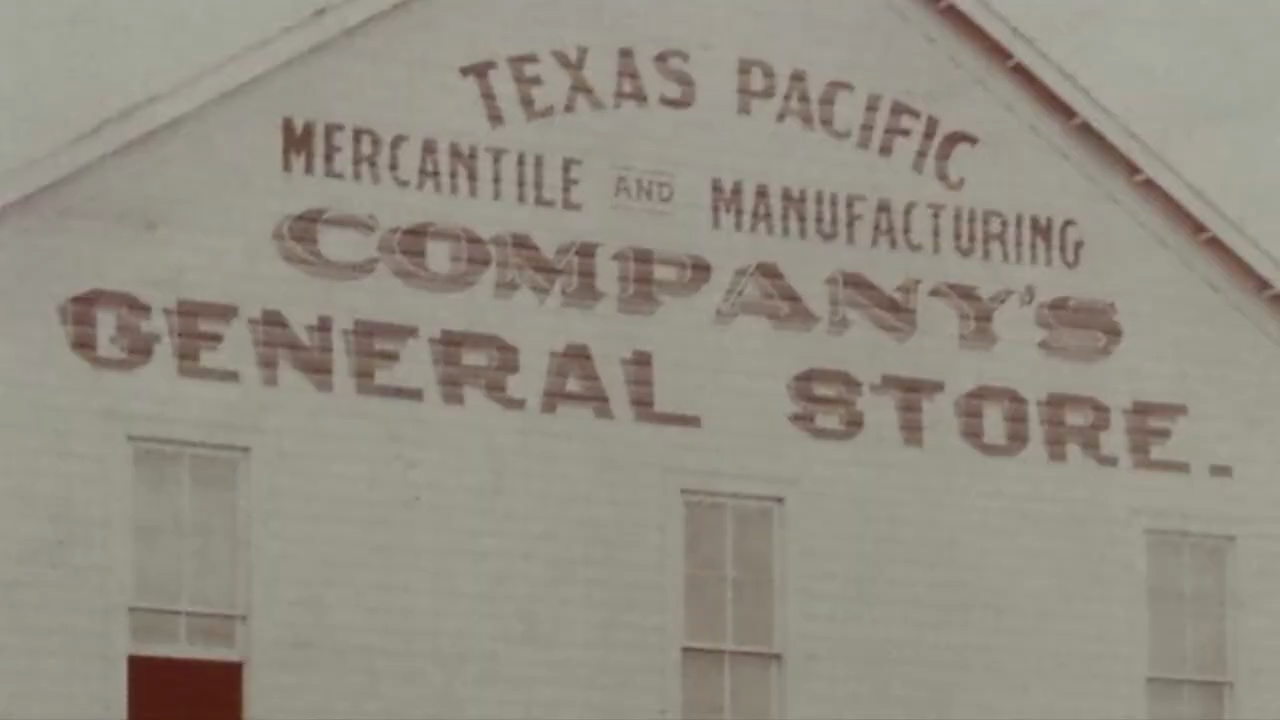 TEXAS PACIFIC
MERCANTILE AND MANUFACTURING
COMPANY'S
GENERAL STORE.